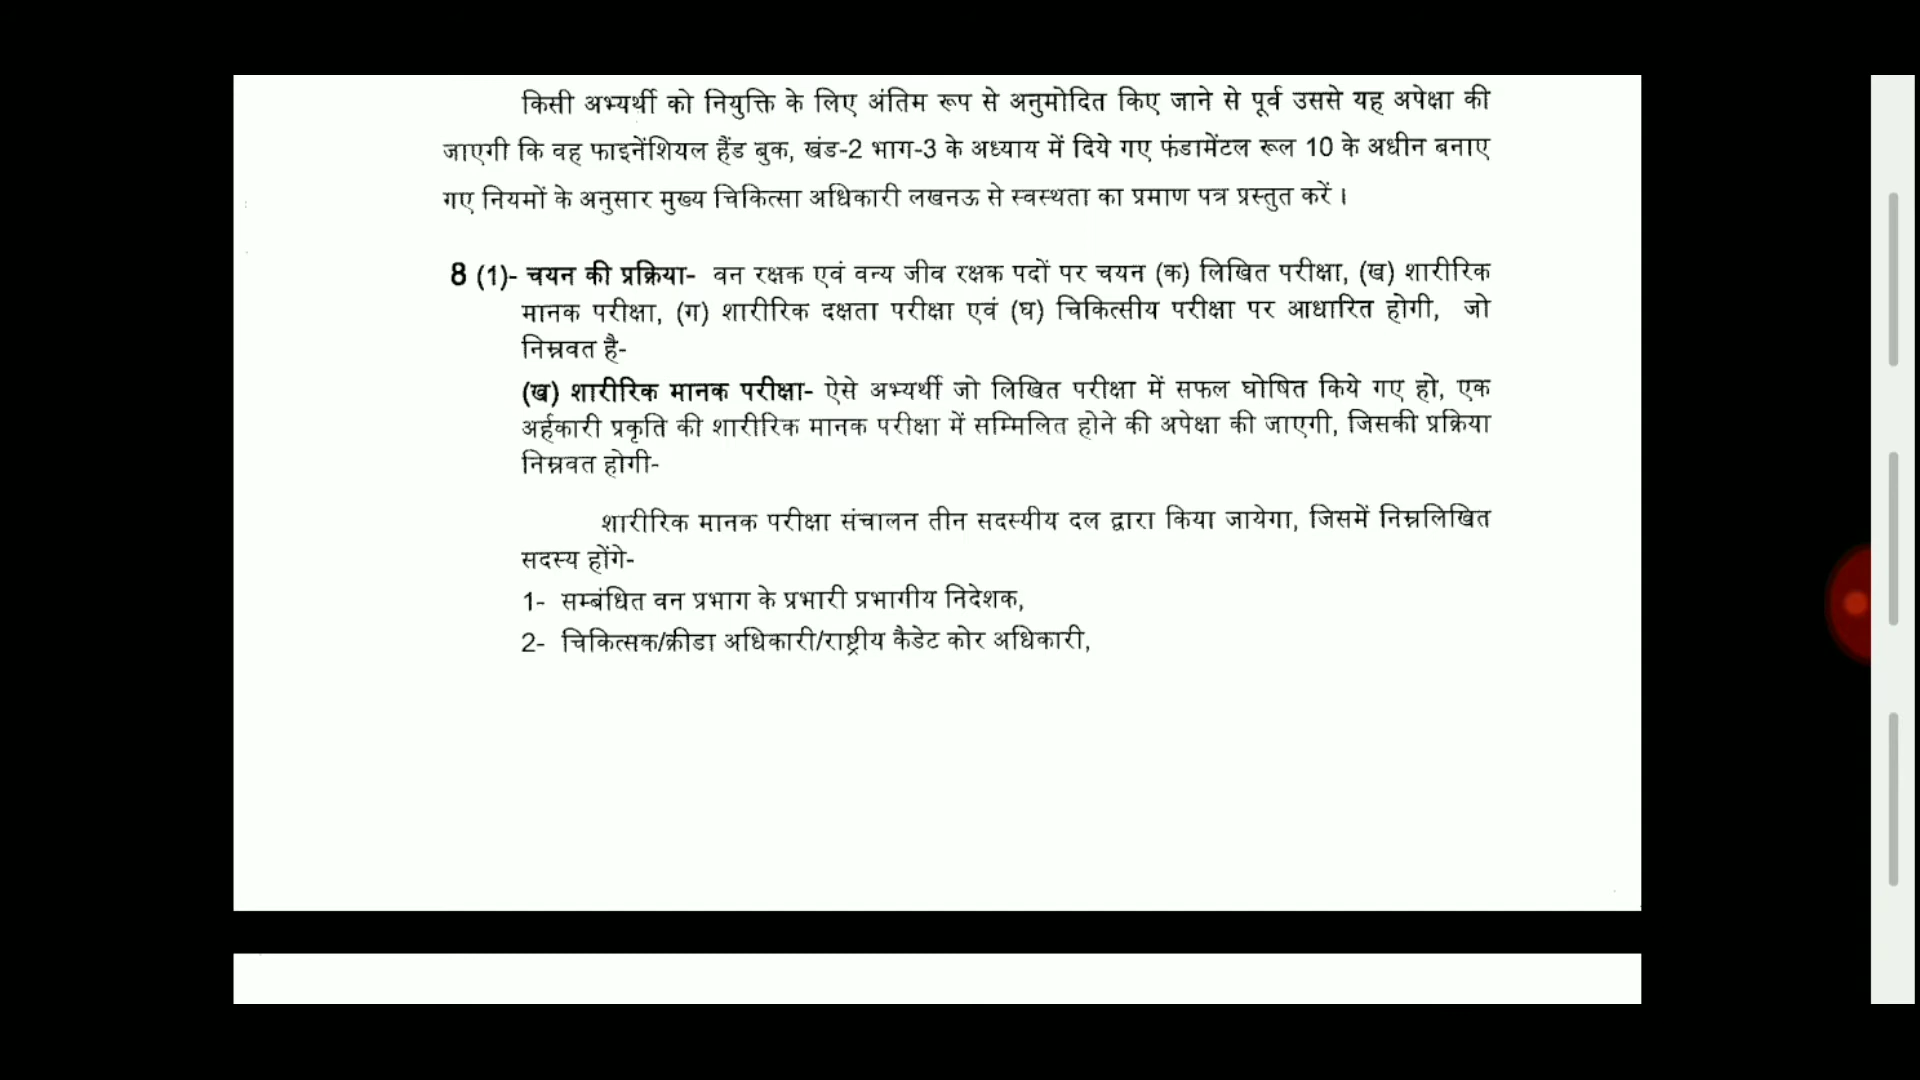 किसी अभ्यर्थी को नियुक्ति के लिए अंतिम रूप से अनुमोदित किए जाने से पूर्व उससे यह अपेक्षा की
जाएगी कि वह फाइनेंशियल हैंड बुक, खंड-2 भाग-3 के अध्याय में दिये गए फंडामेंटल रूल 10 के अधीन बनाए
गए नियमों के अनुसार मुख्य चिकित्सा अधिकारी लखनऊ से स्वस्थता का प्रमाण पत्र प्रस्तुत करें ।
8 (1)- चयन की प्रक्रिया- वन रक्षक एवं वन्य जीव रक्षक पदों पर चयन (क) लिखित परीक्षा, (ख) शारीरिक
मानक परीक्षा, (ग) शारीरिक दक्षता परीक्षा एवं (घ) चिकित्सीय परीक्षा पर आधारित होगी, जो
निम्नवत है-
(ख) शारीरिक मानक परीक्षा- ऐसे अभ्यर्थी जो लिखित परीक्षा में सफल घोषित किये गए हो, एक
अर्हकारी प्रकृति की शारीरिक मानक परीक्षा में सम्मिलित होने की अपेक्षा की जाएगी, जिसकी प्रक्रिया
निम्नवत होगी-
शारीरिक मानक परीक्षा संचालन तीन सदस्यीय दल द्वारा किया जायेगा, जिसमें निम्नलिखित
सदस्य होंगे-
1- सम्बंधित वन प्रभाग के प्रभारी प्रभागीय निदेशक,
2- चिकित्सक/क्रीडा अधिकारी/राष्ट्रीय कैडेट कोर अधिकारी,